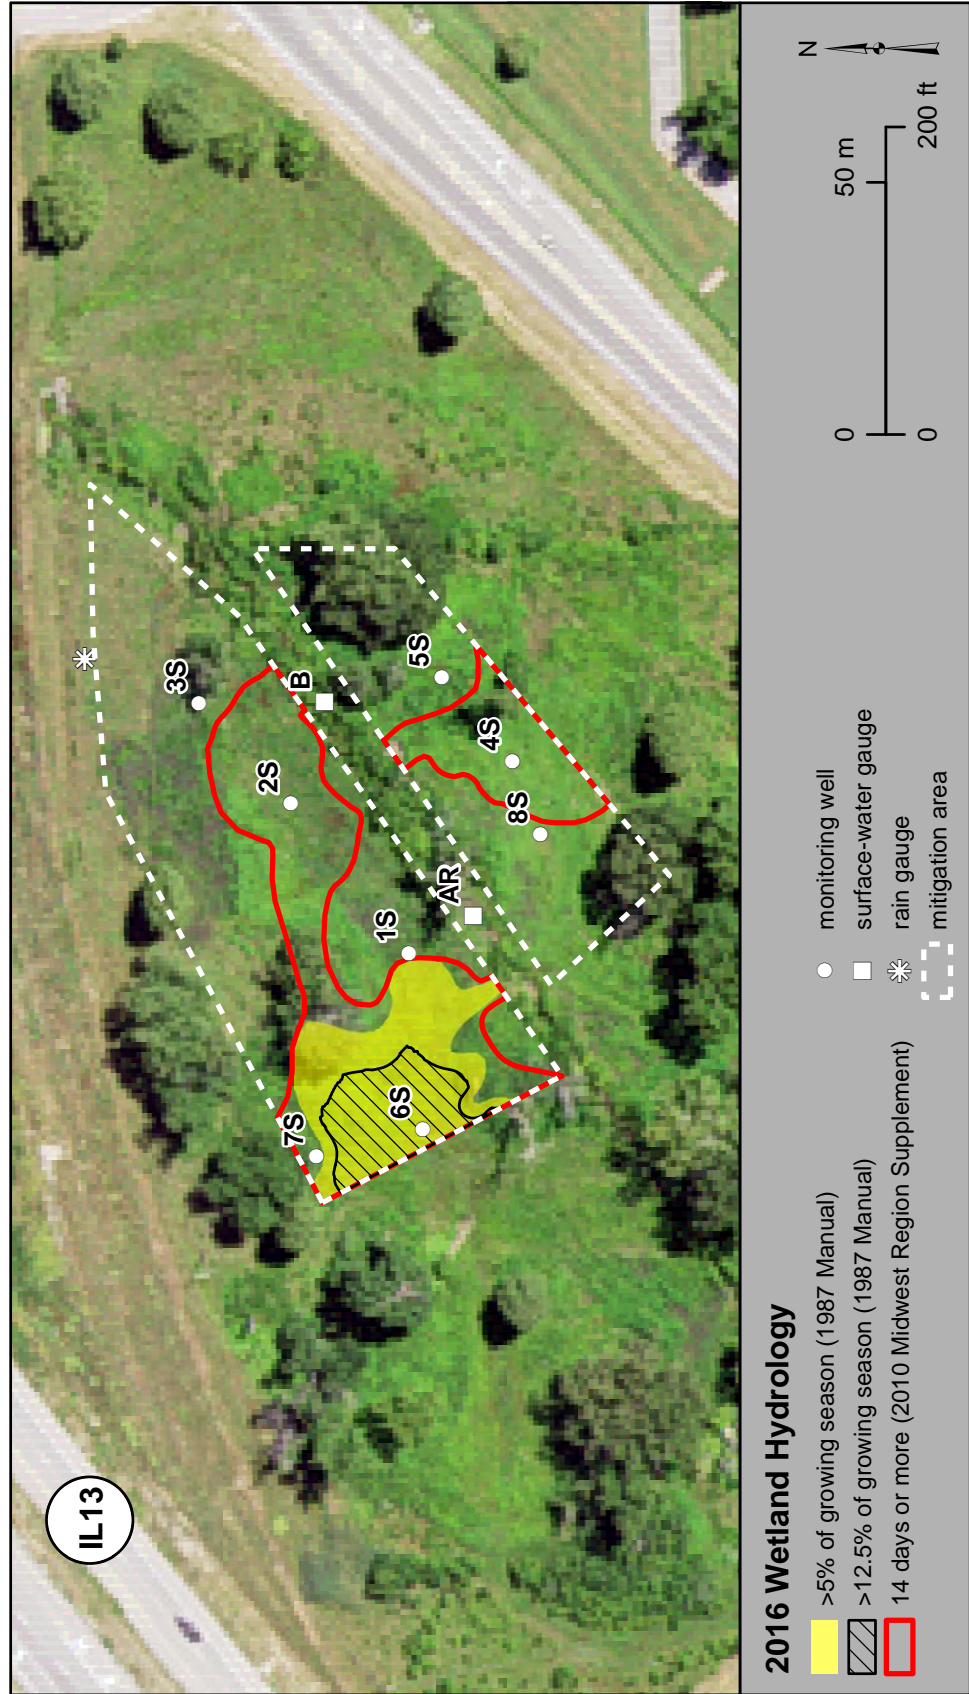 IL13
3S
B
2S
5S
4S
8S
AR
1S
7S
6S
2016 Wetland Hydrology
>5% of growing season (1987 Manual)
>12.5% of growing season (1987 Manual)
14 days or more (2010 Midwest Region Supplement)
monitoring well
surface-water gauge
rain gauge
mitigation area
0 50 m
0 200 ft
N